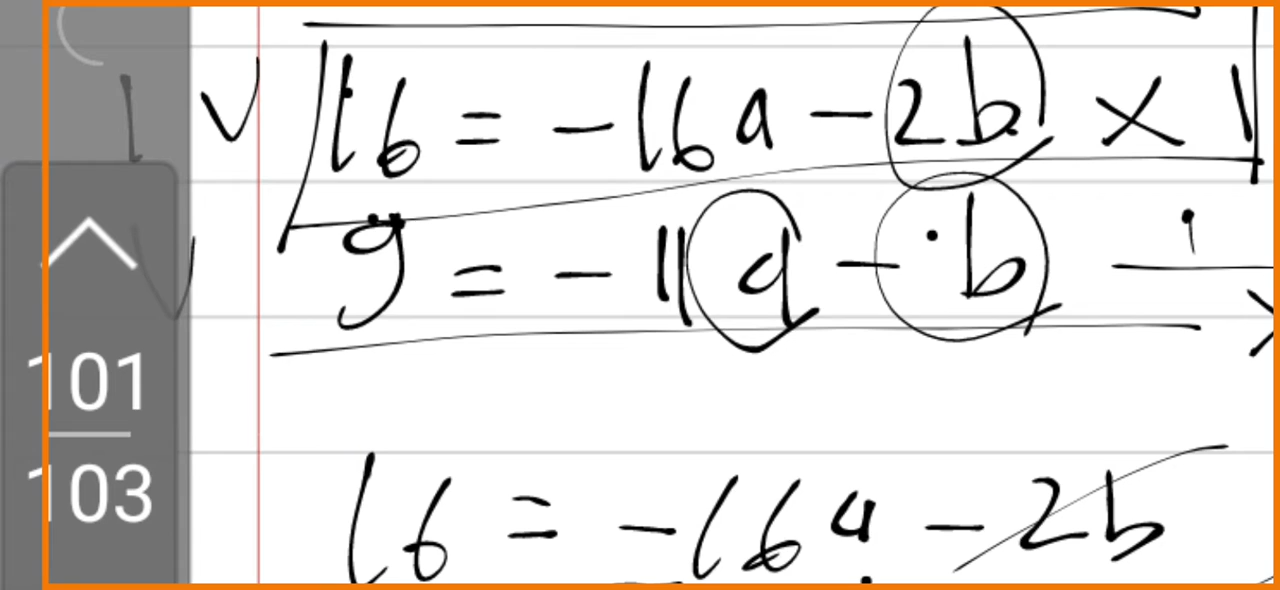 16 = -16a - 2b × 1
9 = -11a - b
16 = -16a - 2b
101
103